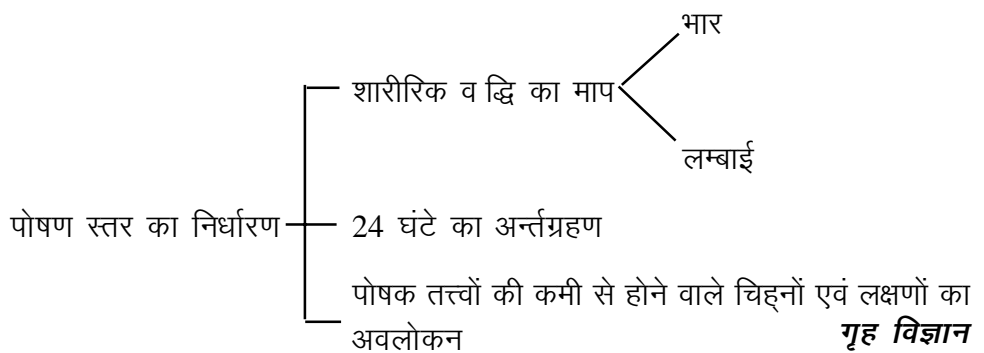 भार
शारीरिक व द्धि का माप
लम्बाई
पोषण स्तर का निर्धारण
24 घंटे का अर्न्तग्रहण
पोषक तत्त्वों की कमी से होने वाले चिह्नों एवं लक्षणों का
अवलोकन
गृह विज्ञान